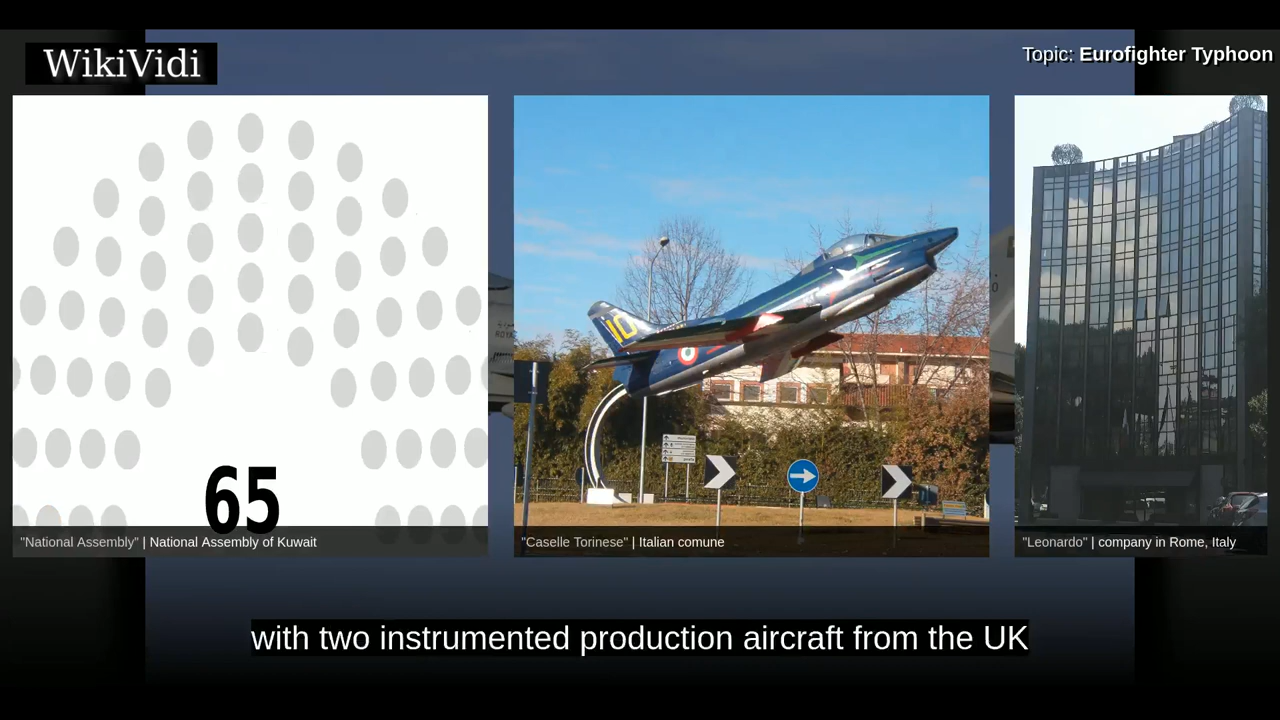 WikiVidi
Topic: Eurofighter Typhoon
65
10
"National Assembly" | National Assembly of Kuwait
"Caselle Torinese" | Italian comune
"Leonardo" | company in Rome, Italy
with two instrumented production aircraft from the UK